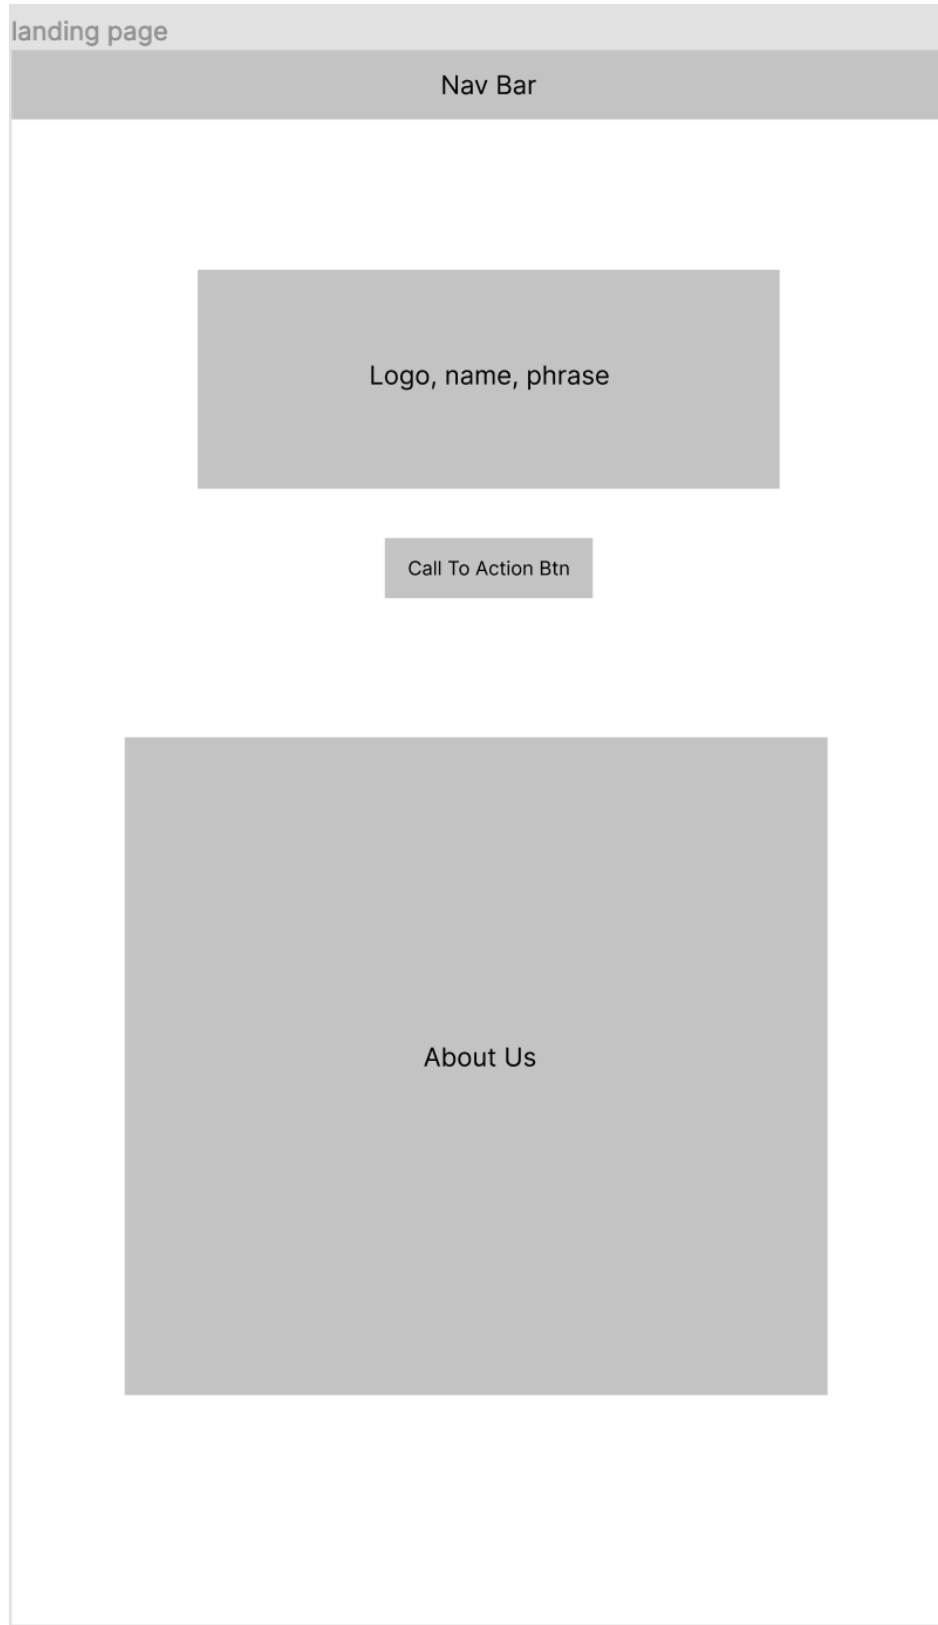 landing page
Nav Bar
Logo, name, phrase
Call To Action Btn
About Us